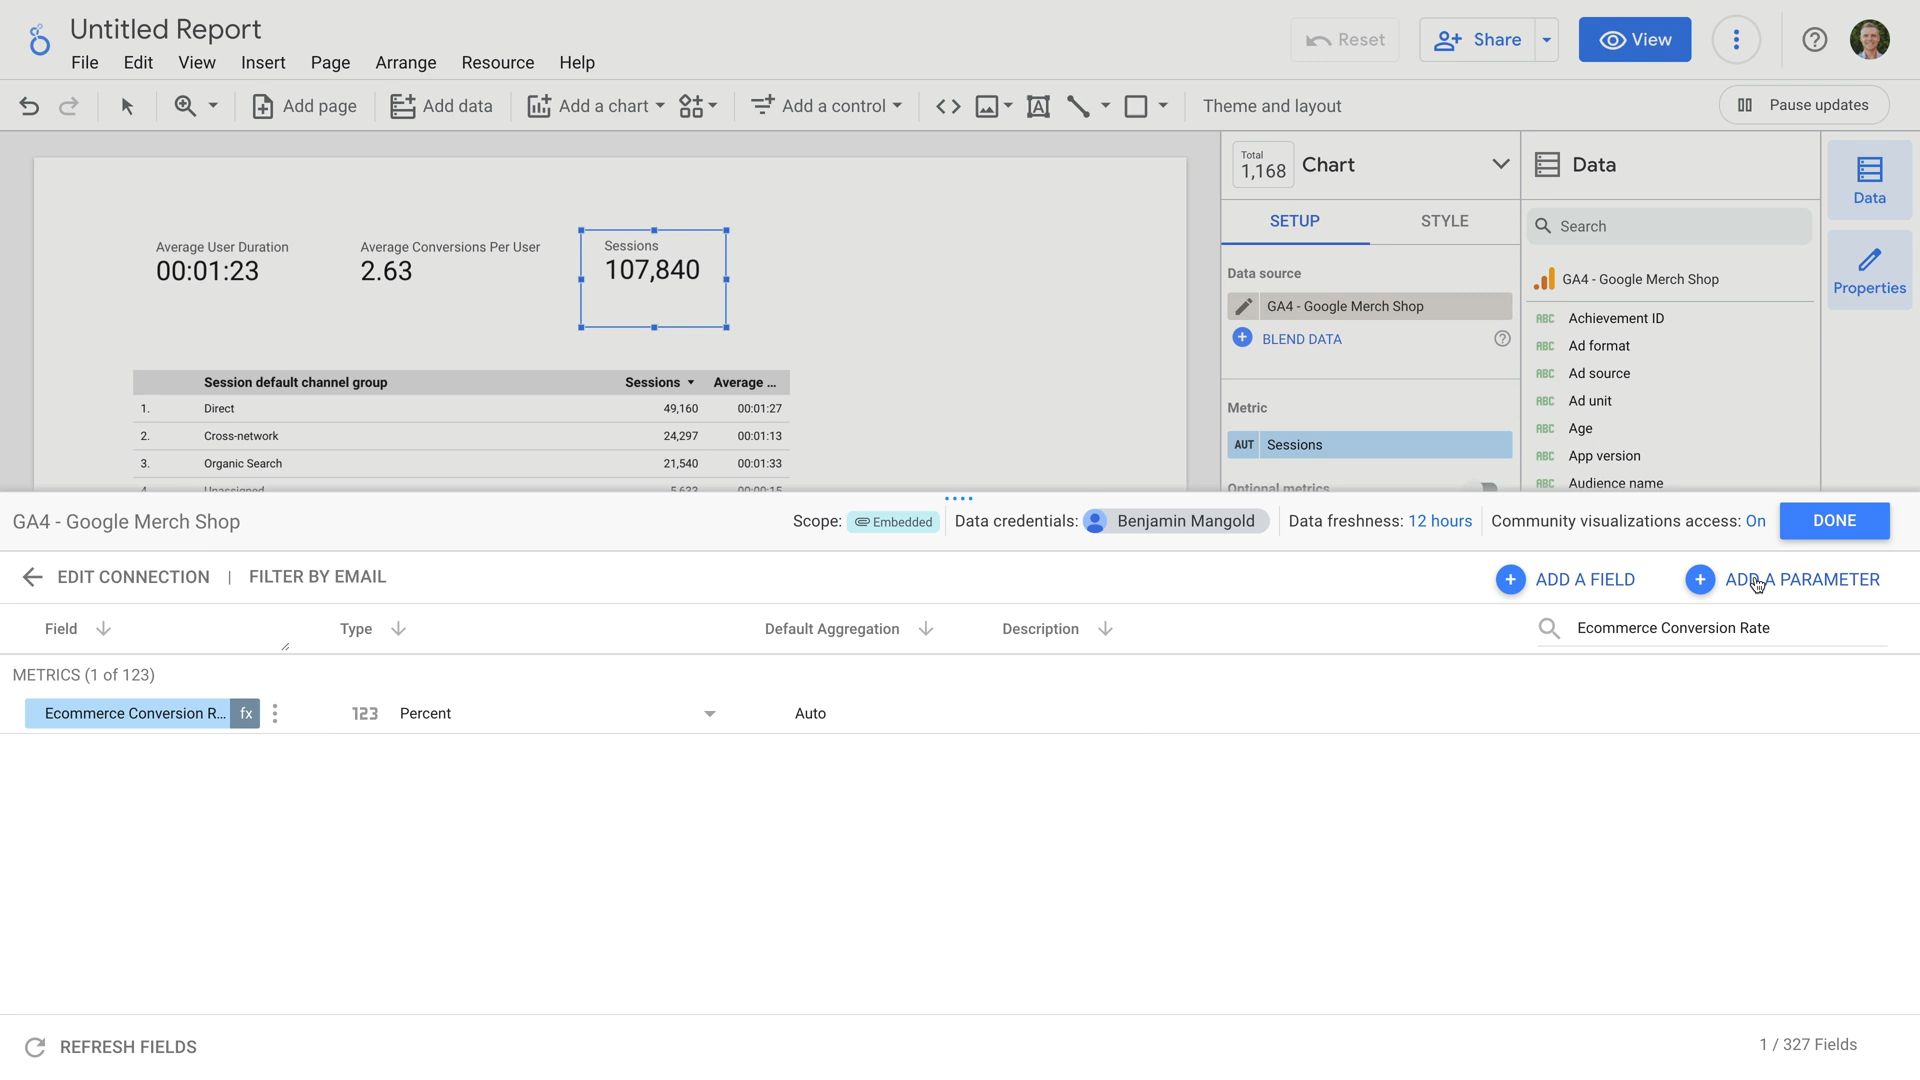 Untitled Report
File Edit View Insert Page Arrange Resource Help
Reset Share View
Add page Add data Add a chart Add a control Theme and layout Pause updates
Total
1,168 Chart
SETUP STYLE
Data source
GA4 - Google Merch Shop
BLEND DATA
Metric
AUT Sessions
Optional metrics
Data
Search
GA4 - Google Merch Shop
ABC Achievement ID
ABC Ad format
ABC Ad source
ABC Ad unit
ABC Age
ABC App version
ABC Audience name
Data
Properties
Average User Duration
00:01:23
Average Conversions Per User
2.63
Sessions
107,840
Session default channel group Sessions Average ...
1. Direct 49,160 00:01:27
2. Cross-network 24,297 00:01:13
3. Organic Search 21,540 00:01:33
4. Unassigned 5,633 00:00:15
GA4 - Google Merch Shop
Scope: Embedded Data credentials: Benjamin Mangold Data freshness: 12 hours Community visualizations access: On DONE
EDIT CONNECTION | FILTER BY EMAIL
ADD A FIELD ADD A PARAMETER
Field Type Default Aggregation Description Ecommerce Conversion Rate
METRICS (1 of 123)
Ecommerce Conversion R... fx 123 Percent Auto
REFRESH FIELDS 1 / 327 Fields